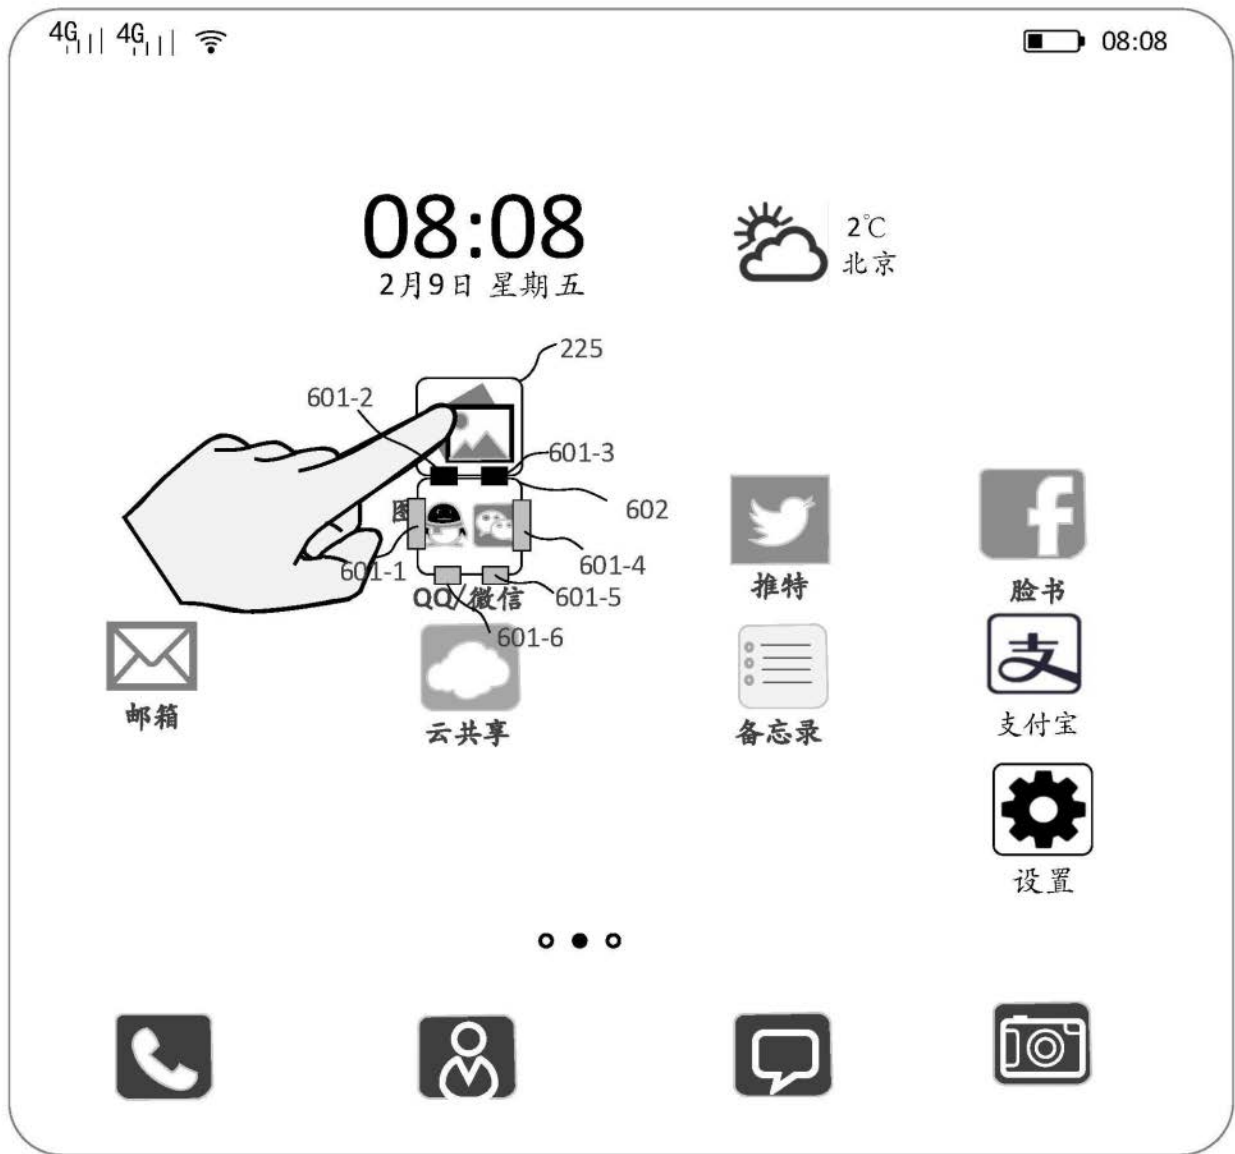 4G 4G 08:08
08:08
2月9日 星期五
2℃
北京
225
601-2
601-3
602
图
601-1
601-4
601-5
QQ/微信
601-6
推特
脸书
邮箱
云共享
备忘录
支付宝
设置